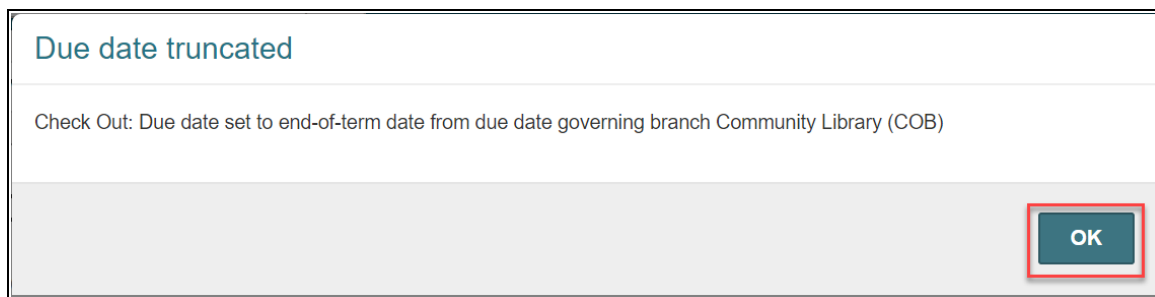 Due date truncated
Check Out: Due date set to end-of-term date from due date governing branch Community Library (COB)
OK